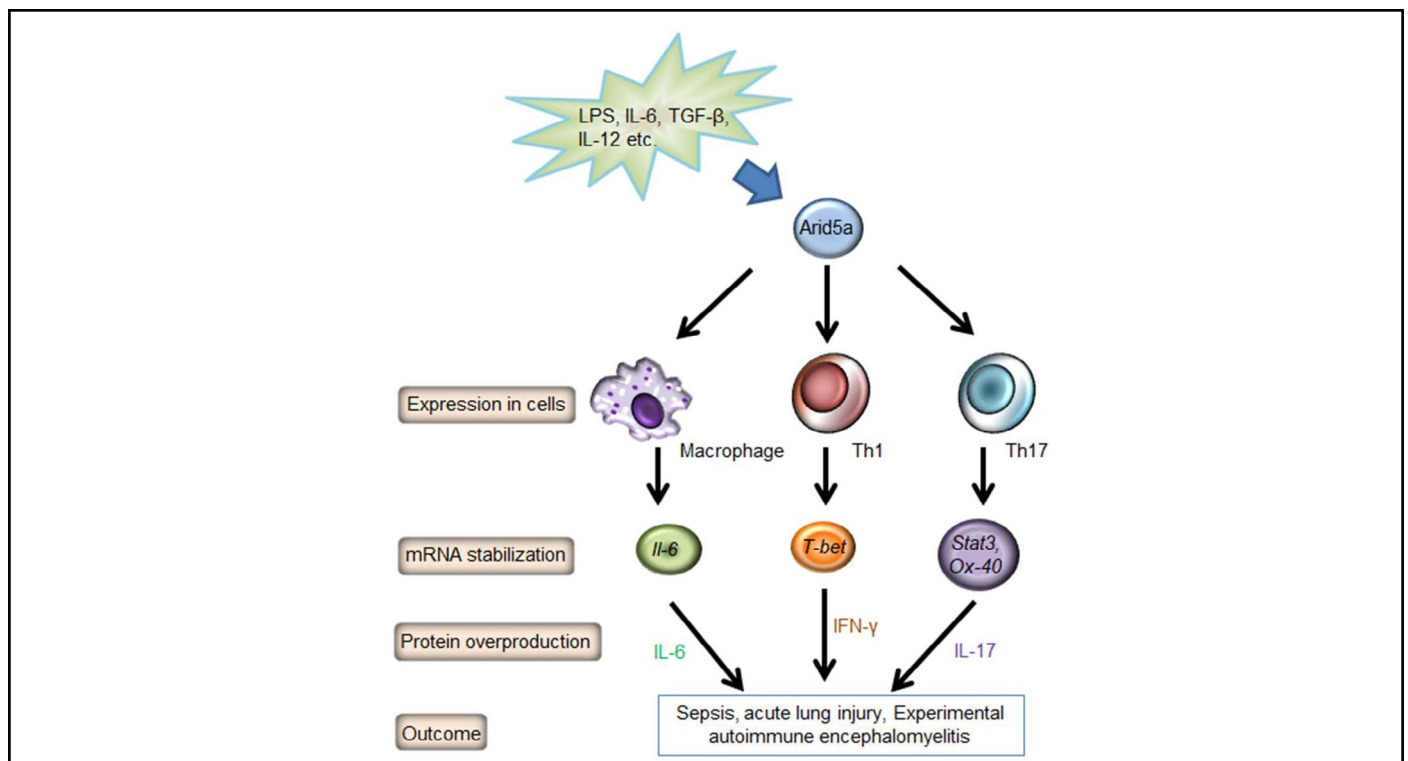 LPS, IL-6, TGF-β,
IL-12 etc.
Arid5a
Expression in cells
Macrophage
Th1
Th17
mRNA stabilization
Il-6
T-bet
Stat3,
Ox-40
Protein overproduction
IL-6
IFN-γ
IL-17
Outcome
Sepsis, acute lung injury, Experimental
autoimmune encephalomyelitis